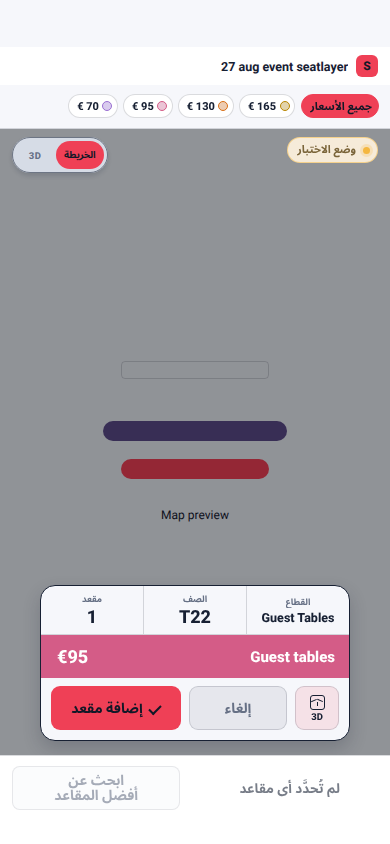 27 aug event seatlayer S
جميع الأسعار
€ 165
€ 130
€ 95
€ 70
وضع الاختبار
الخريطة
3D
Map preview
القطاع
Guest Tables
الصف
T22
مقعد
1
Guest tables
€95
3D
إلغاء
إضافة مقعد
لم تُحدَّد أي مقاعد
ابحث عن
أفضل المقاعد